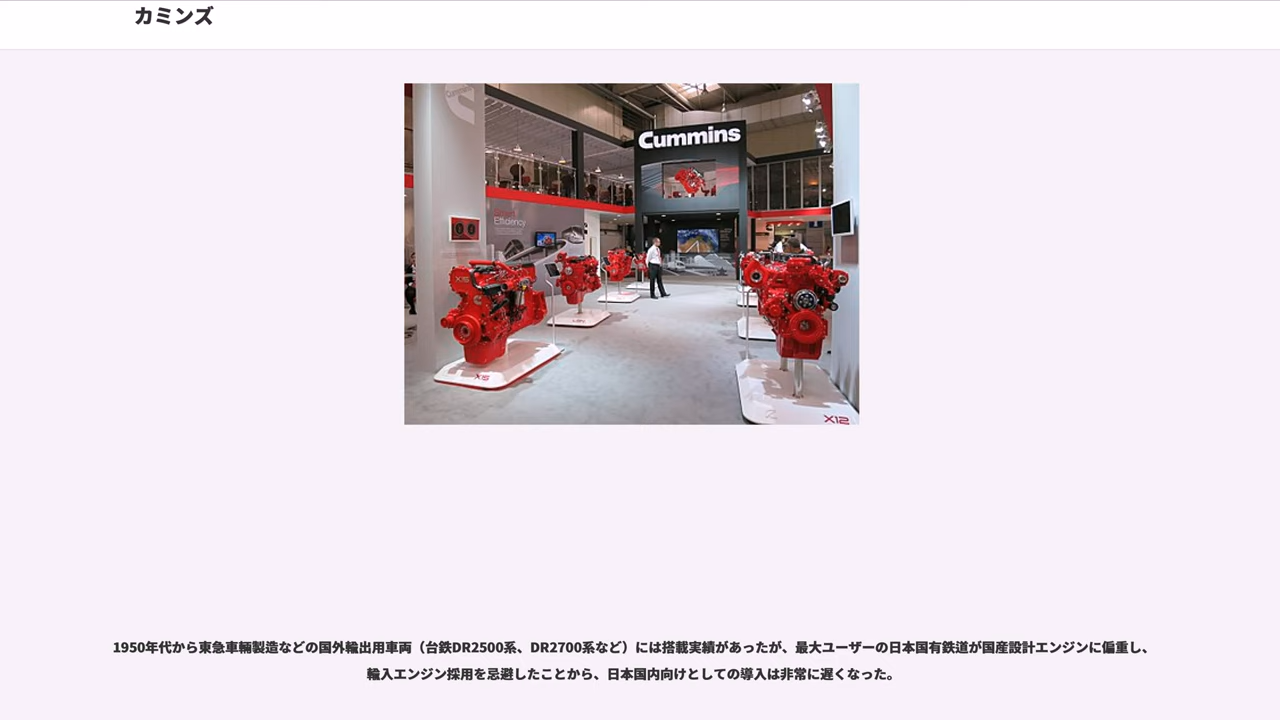 カミンズ
Cummins
Efficiency
X15
X12
1950年代から東急車輛製造などの国外輸出用車両（台鉄DR2500系、DR2700系など）には搭載実績があったが、最大ユーザーの日本国有鉄道が国産設計エンジンに偏重し、
輸入エンジン採用を忌避したことから、日本国内向けとしての導入は非常に遅くなった。